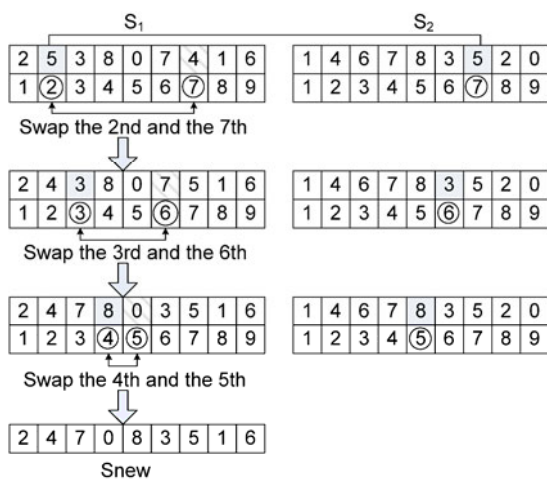 S1 S2
2 5 3 8 0 7 4 1 6 1 4 6 7 8 3 5 2 0
1 2 3 4 5 6 7 8 9 1 2 3 4 5 6 7 8 9
Swap the 2nd and the 7th
2 4 3 8 0 7 5 1 6 1 4 6 7 8 3 5 2 0
1 2 3 4 5 6 7 8 9 1 2 3 4 5 6 7 8 9
Swap the 3rd and the 6th
2 4 7 8 0 3 5 1 6 1 4 6 7 8 3 5 2 0
1 2 3 4 5 6 7 8 9 1 2 3 4 5 6 7 8 9
Swap the 4th and the 5th
2 4 7 0 8 3 5 1 6
Snew